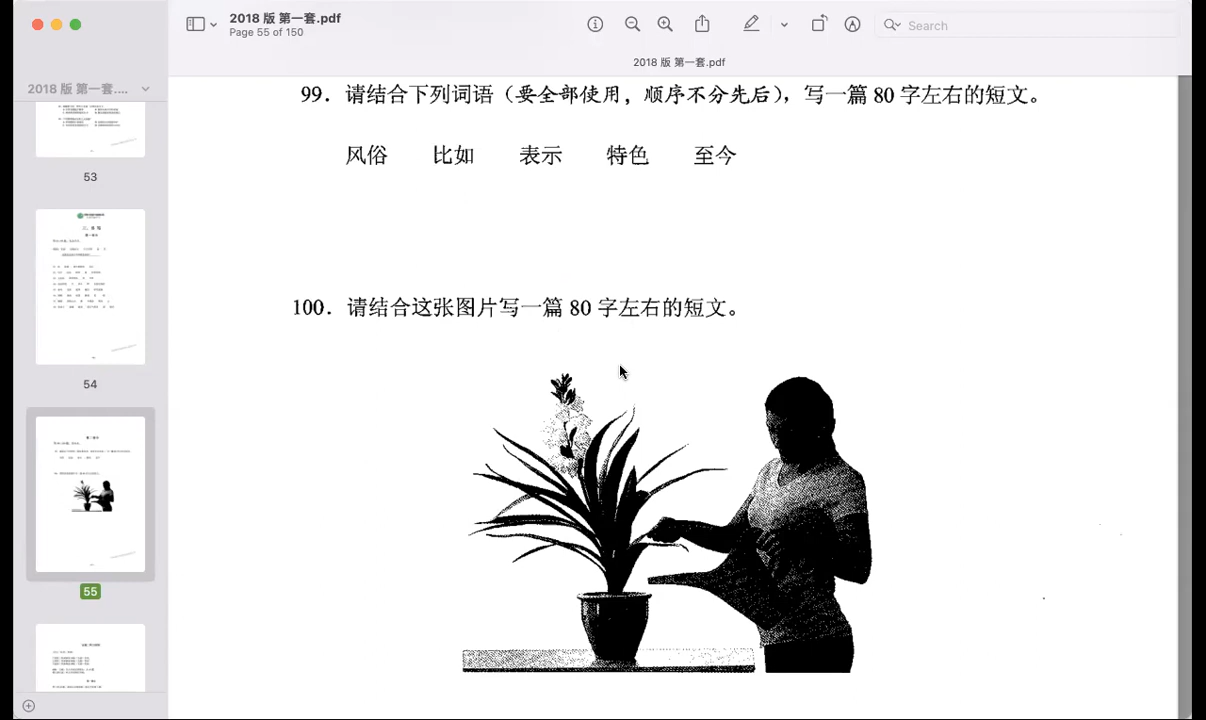 2018 版 第一套.pdf
Page 55 of 150
Search
2018 版 第一套.pdf
2018 版 第一套....
53
54
55
99. 请结合下列词语（要全部使用，顺序不分先后），写一篇 80 字左右的短文。
风俗 比如 表示 特色 至今
100. 请结合这张图片写一篇 80 字左右的短文。